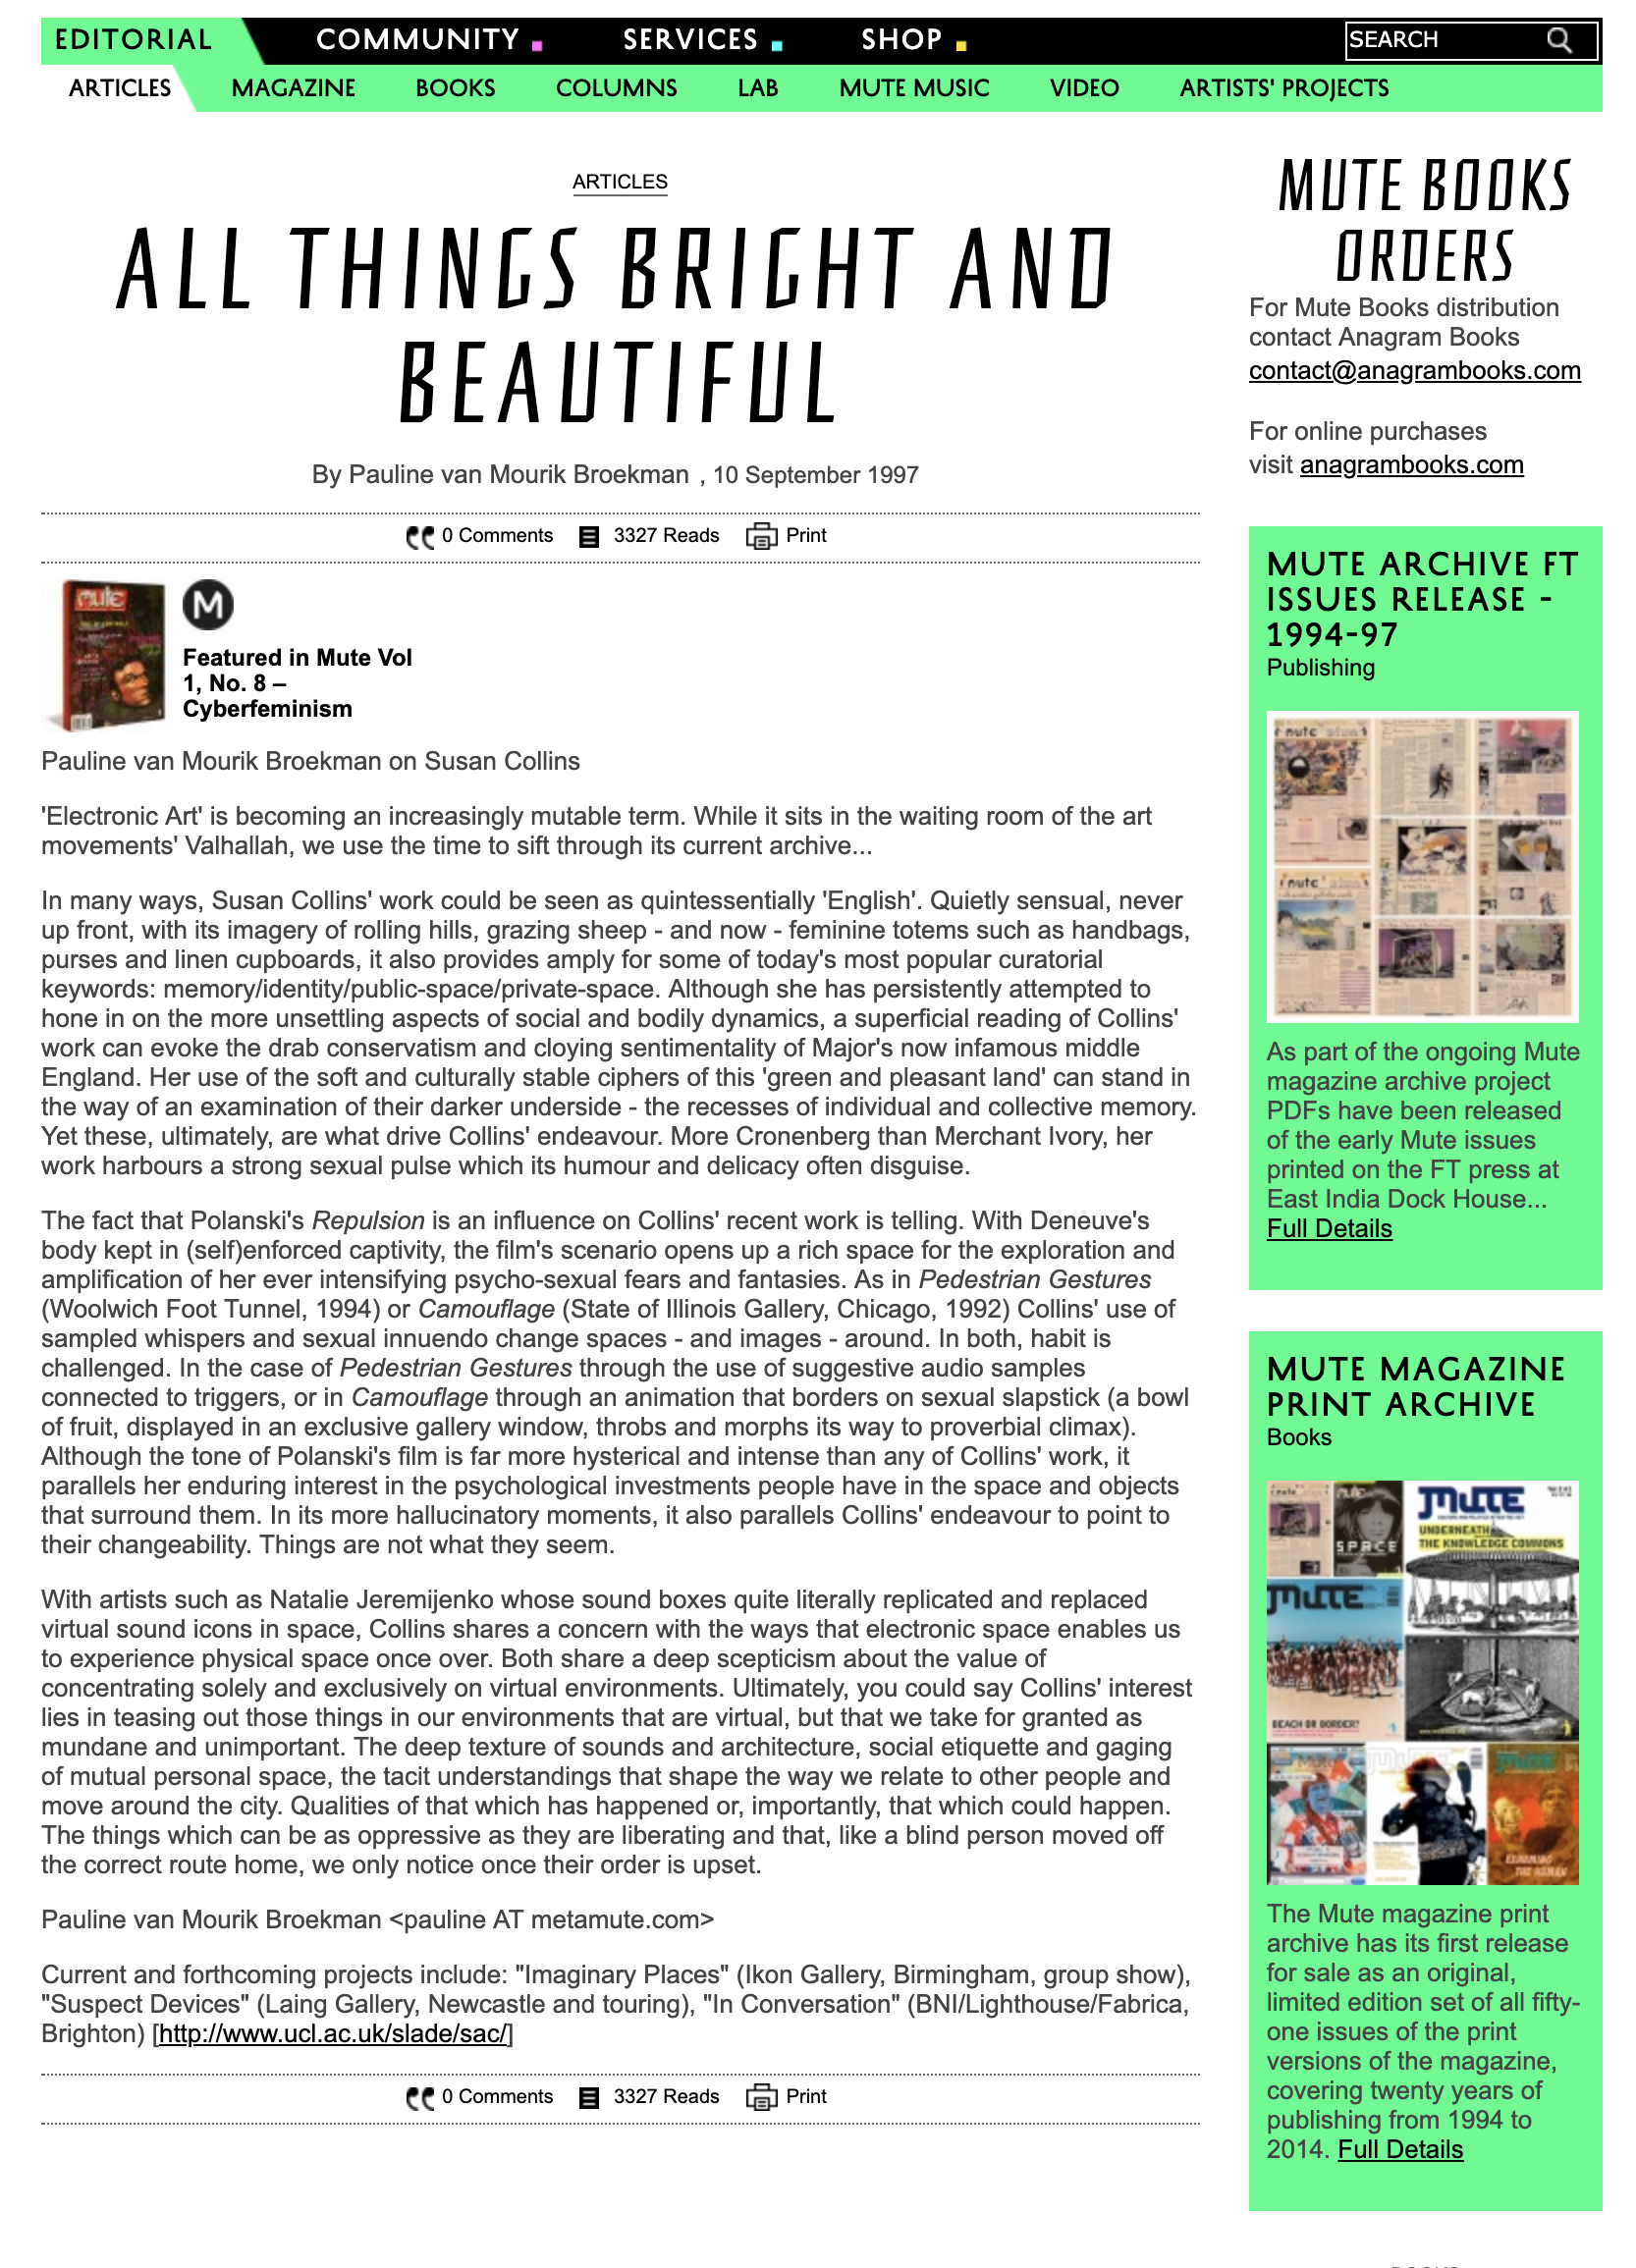 EDITORIAL
COMMUNITY
SERVICES
SHOP
SEARCH
ARTICLES
MAGAZINE
BOOKS
COLUMNS
LAB
MUTE MUSIC
VIDEO
ARTISTS' PROJECTS
ARTICLES
ALL THINGS BRIGHT AND
BEAUTIFUL
By Pauline van Mourik Broekman , 10 September 1997
0 Comments 3327 Reads Print
mute
M
Featured in Mute Vol
1, No. 8 –
Cyberfeminism
Pauline van Mourik Broekman on Susan Collins
'Electronic Art' is becoming an increasingly mutable term. While it sits in the waiting room of the art
movements' Valhallah, we use the time to sift through its current archive...
In many ways, Susan Collins' work could be seen as quintessentially 'English'. Quietly sensual, never
up front, with its imagery of rolling hills, grazing sheep - and now - feminine totems such as handbags,
purses and linen cupboards, it also provides amply for some of today's most popular curatorial
keywords: memory/identity/public-space/private-space. Although she has persistently attempted to
hone in on the more unsettling aspects of social and bodily dynamics, a superficial reading of Collins'
work can evoke the drab conservatism and cloying sentimentality of Major's now infamous middle
England. Her use of the soft and culturally stable ciphers of this 'green and pleasant land' can stand in
the way of an examination of their darker underside - the recesses of individual and collective memory.
Yet these, ultimately, are what drive Collins' endeavour. More Cronenberg than Merchant Ivory, her
work harbours a strong sexual pulse which its humour and delicacy often disguise.
The fact that Polanski's Repulsion is an influence on Collins' recent work is telling. With Deneuve's
body kept in (self)enforced captivity, the film's scenario opens up a rich space for the exploration and
amplification of her ever intensifying psycho-sexual fears and fantasies. As in Pedestrian Gestures
(Woolwich Foot Tunnel, 1994) or Camouflage (State of Illinois Gallery, Chicago, 1992) Collins' use of
sampled whispers and sexual innuendo change spaces - and images - around. In both, habit is
challenged. In the case of Pedestrian Gestures through the use of suggestive audio samples
connected to triggers, or in Camouflage through an animation that borders on sexual slapstick (a bowl
of fruit, displayed in an exclusive gallery window, throbs and morphs its way to proverbial climax).
Although the tone of Polanski's film is far more hysterical and intense than any of Collins' work, it
parallels her enduring interest in the psychological investments people have in the space and objects
that surround them. In its more hallucinatory moments, it also parallels Collins' endeavour to point to
their changeability. Things are not what they seem.
With artists such as Natalie Jeremijenko whose sound boxes quite literally replicated and replaced
virtual sound icons in space, Collins shares a concern with the ways that electronic space enables us
to experience physical space once over. Both share a deep scepticism about the value of
concentrating solely and exclusively on virtual environments. Ultimately, you could say Collins' interest
lies in teasing out those things in our environments that are virtual, but that we take for granted as
mundane and unimportant. The deep texture of sounds and architecture, social etiquette and gaging
of mutual personal space, the tacit understandings that shape the way we relate to other people and
move around the city. Qualities of that which has happened or, importantly, that which could happen.
The things which can be as oppressive as they are liberating and that, like a blind person moved off
the correct route home, we only notice once their order is upset.
Pauline van Mourik Broekman <pauline AT metamute.com>
Current and forthcoming projects include: "Imaginary Places" (Ikon Gallery, Birmingham, group show),
"Suspect Devices" (Laing Gallery, Newcastle and touring), "In Conversation" (BNI/Lighthouse/Fabrica,
Brighton) [http://www.ucl.ac.uk/slade/sac/]
0 Comments 3327 Reads Print
MUTE BOOKS
ORDERS
For Mute Books distribution
contact Anagram Books
contact@anagrambooks.com
For online purchases
visit anagrambooks.com
MUTE ARCHIVE FT
ISSUES RELEASE -
1994-97
Publishing
mute
mute
As part of the ongoing Mute
magazine archive project
PDFs have been released
of the early Mute issues
printed on the FT press at
East India Dock House...
Full Details
MUTE MAGAZINE
PRINT ARCHIVE
Books
SPACE
MUTE
UNDERNEATH
THE KNOWLEDGE COMMONS
MUTE
BEACH OR BORDER?
MUTE
The Mute magazine print
archive has its first release
for sale as an original,
limited edition set of all fifty-
one issues of the print
versions of the magazine,
covering twenty years of
publishing from 1994 to
2014. Full Details